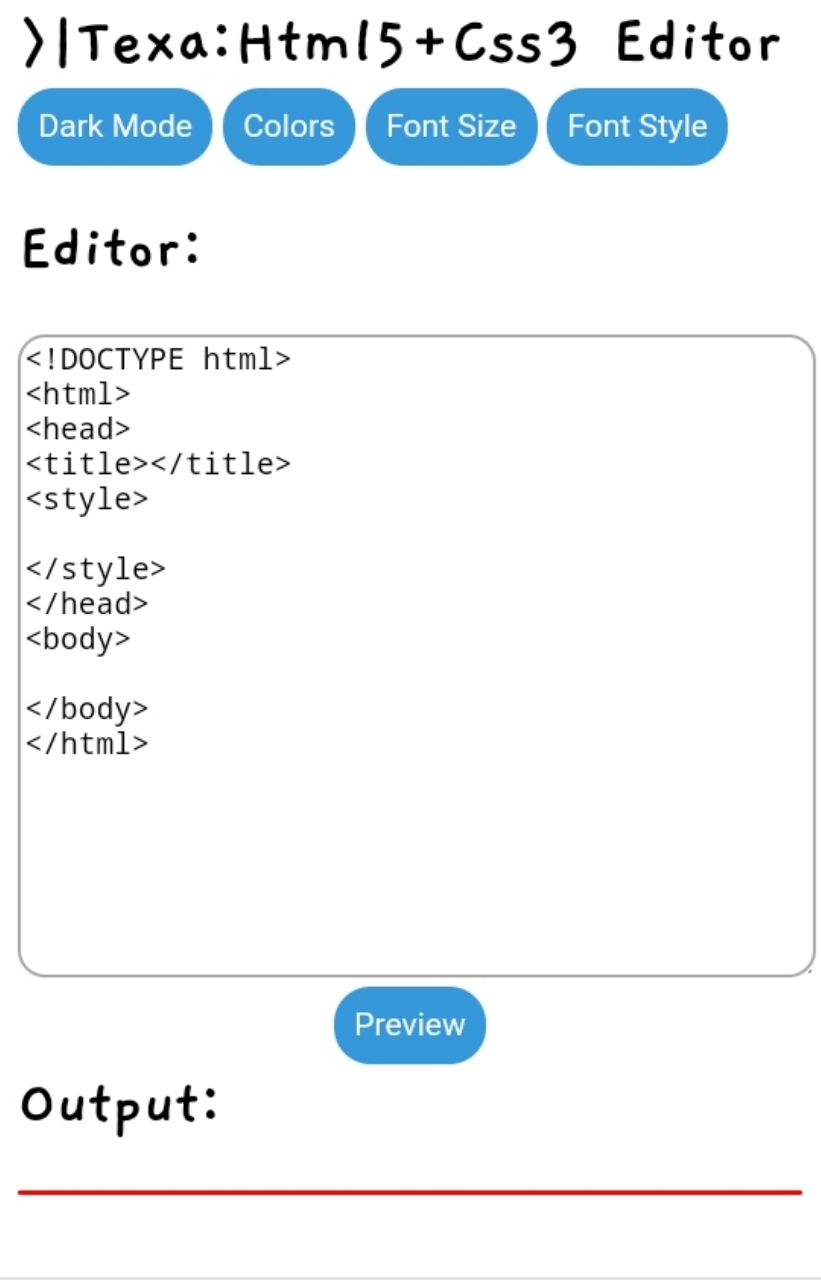 >|Texa:Html5+Css3 Editor
Dark Mode Colors Font Size Font Style
Editor:
<!DOCTYPE html>
<html>
<head>
<title></title>
<style>
</style>
</head>
<body>
</body>
</html>
Preview
Output: